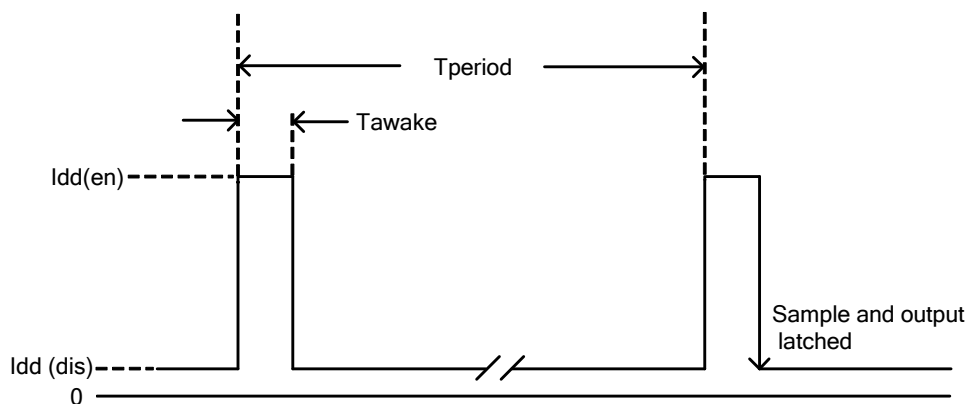 Tperiod
Tawake
Idd(en)
Sample and output
latched
Idd (dis)
0